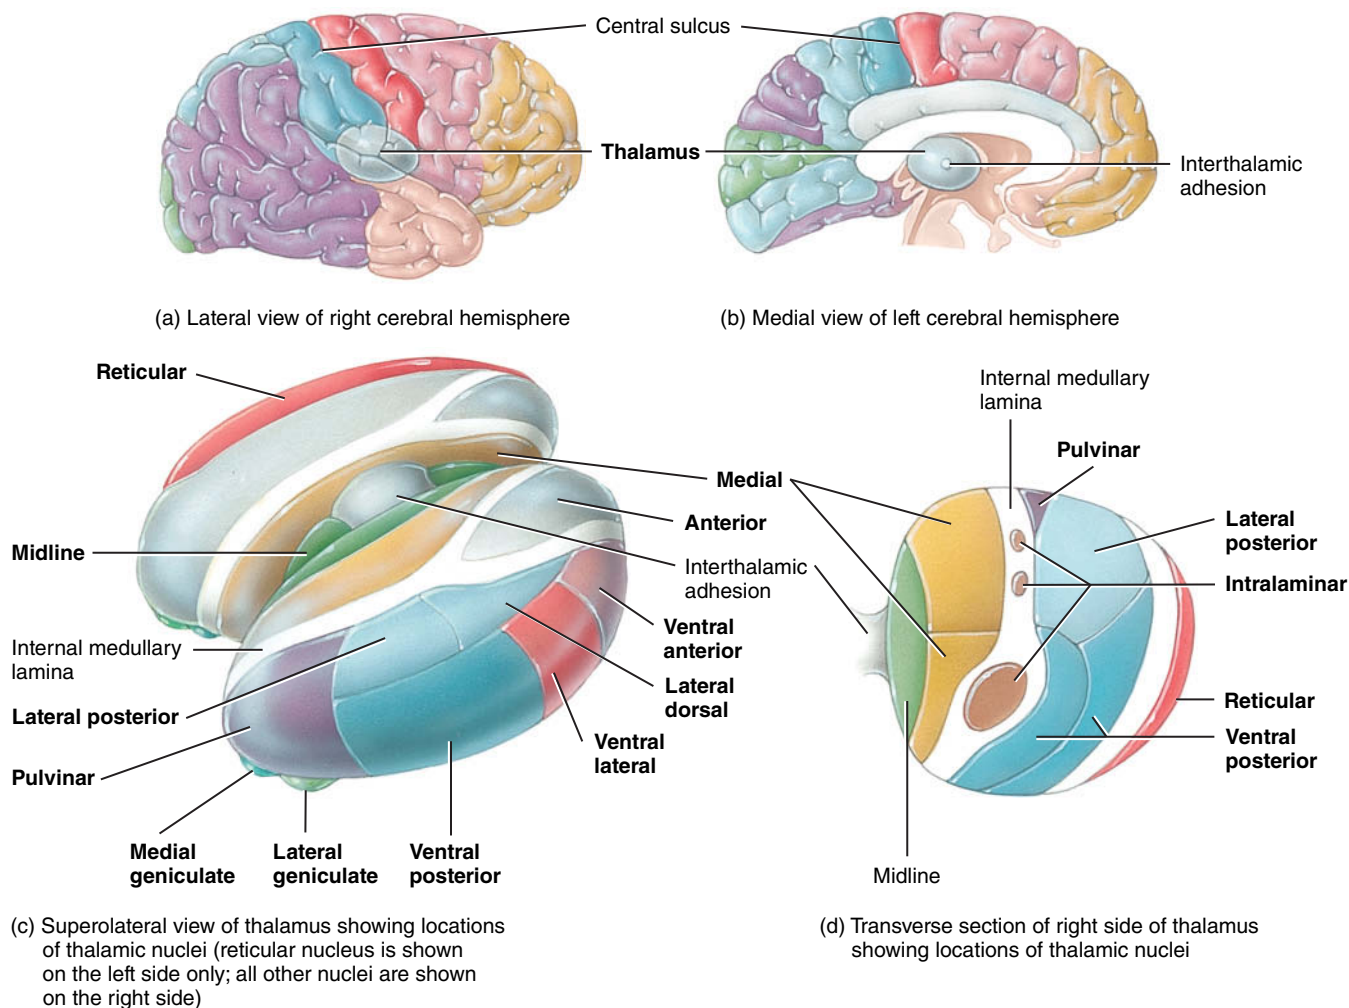 Central sulcus
Thalamus
Interthalamic
adhesion
(a) Lateral view of right cerebral hemisphere
(b) Medial view of left cerebral hemisphere
Reticular
Midline
Internal medullary
lamina
Lateral posterior
Pulvinar
Medial
geniculate
Lateral
geniculate
Ventral
posterior
Medial
Anterior
Interthalamic
adhesion
Ventral
anterior
Lateral
dorsal
Ventral
lateral
(c) Superolateral view of thalamus showing locations
of thalamic nuclei (reticular nucleus is shown
on the left side only; all other nuclei are shown
on the right side)
Internal medullary
lamina
Pulvinar
Lateral
posterior
Intralaminar
Reticular
Ventral
posterior
Midline
(d) Transverse section of right side of thalamus
showing locations of thalamic nuclei